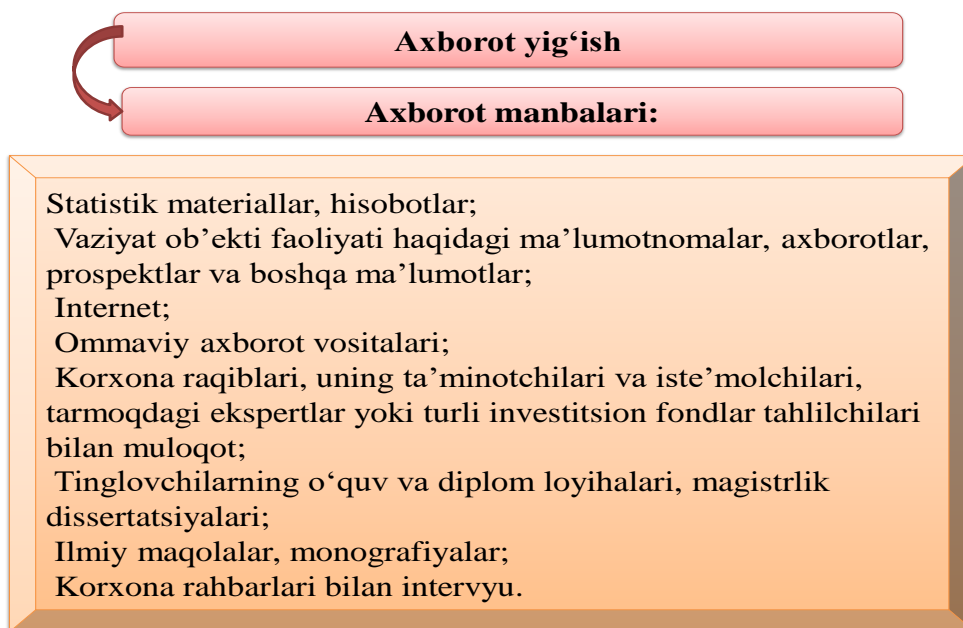 Axborot yig‘ish
Axborot manbalari:
Statistik materiallar, hisobotlar;
Vaziyat ob’ekti faoliyati haqidagi ma’lumotnomalar, axborotlar,
prospektlar va boshqa ma’lumotlar;
Internet;
Ommaviy axborot vositalari;
Korxona raqiblari, uning ta’minotchilari va iste’molchilari,
tarmoqdagi ekspertlar yoki turli investitsion fondlar tahlilchilari
bilan muloqot;
Tinglovchilarning o‘quv va diplom loyihalari, magistrlik
dissertatsiyalari;
Ilmiy maqolalar, monografiyalar;
Korxona rahbarlari bilan intervyu.